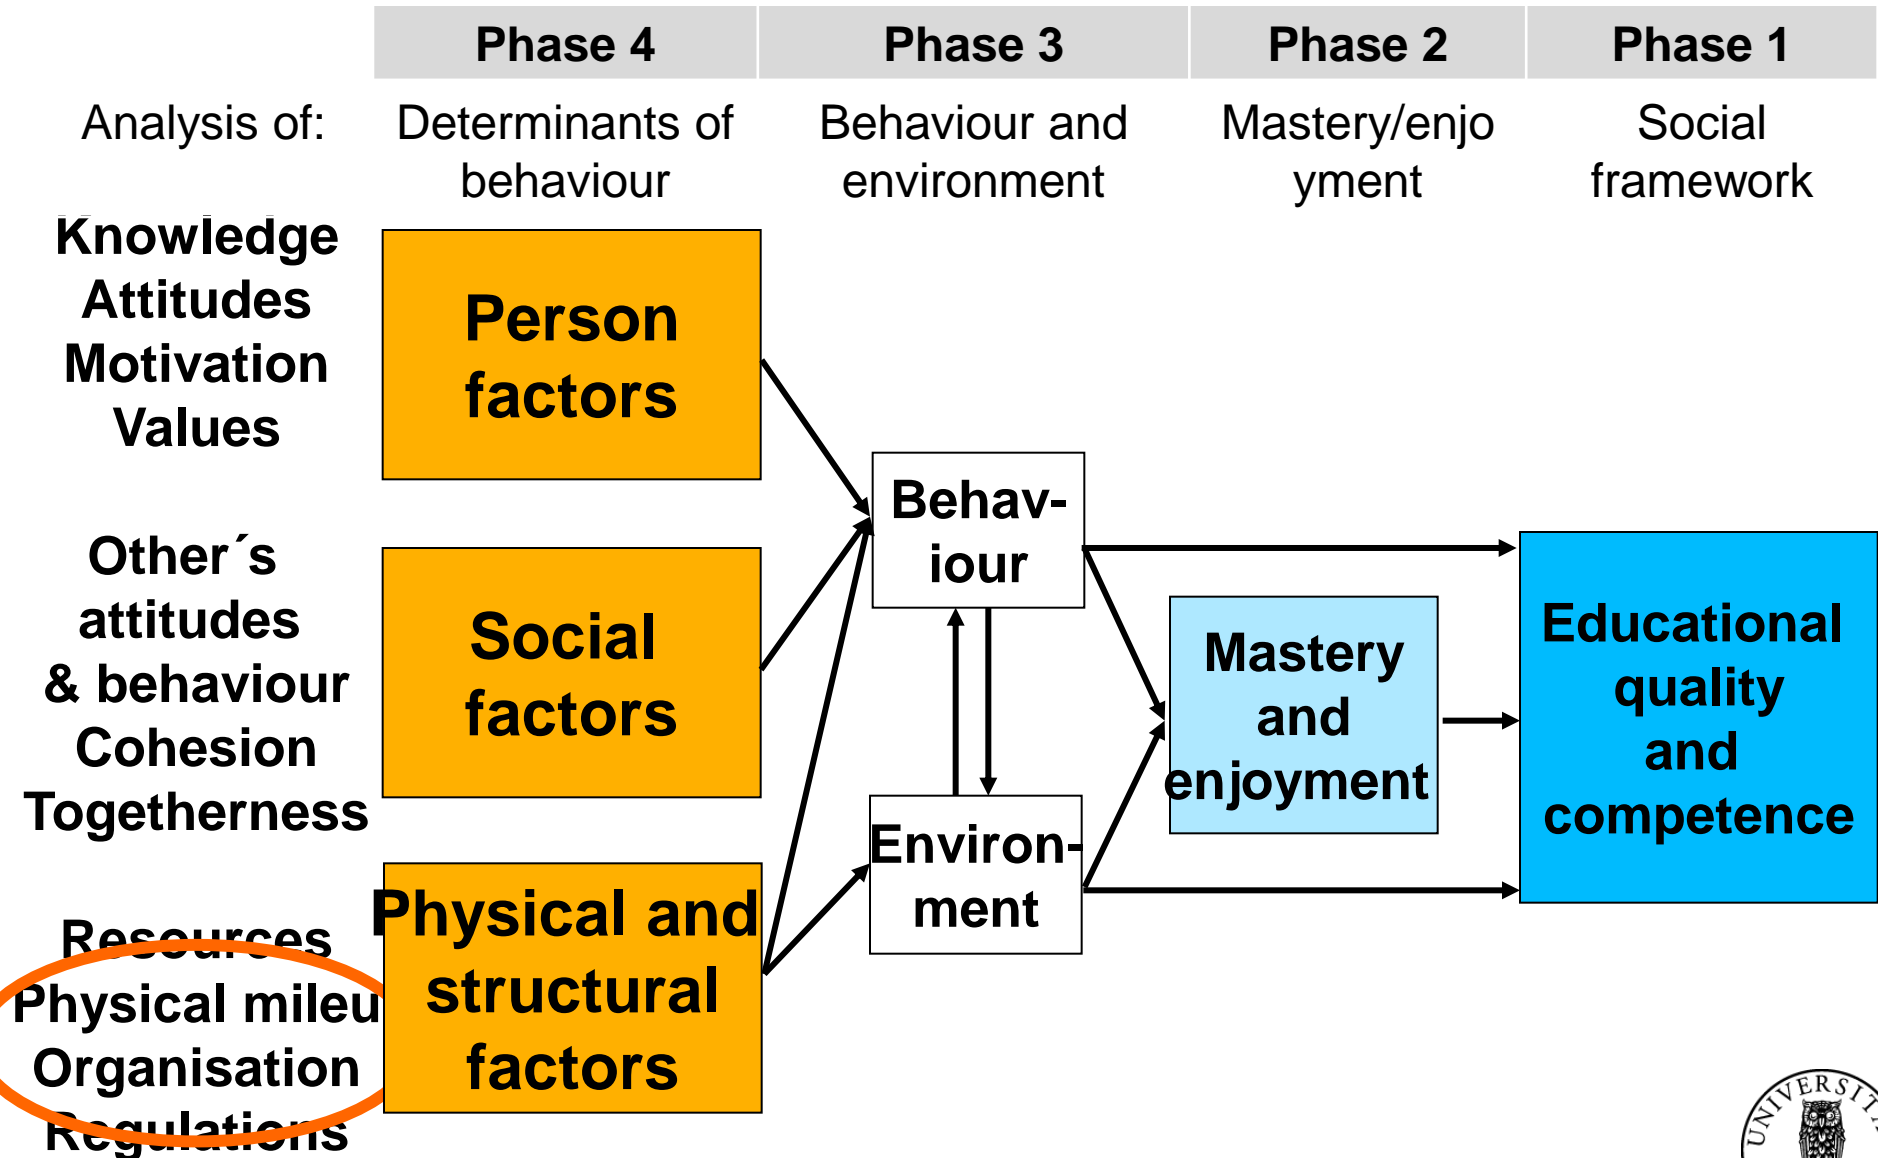 Phase 4 Phase 3 Phase 2 Phase 1
Analysis of: Determinants of Behaviour and Mastery/enjo Social
behaviour environment yment framework
Knowledge
Attitudes
Motivation
Values
Person
factors
Other´s
attitudes
& behaviour
Cohesion
Togetherness
Social
factors
Resources
Physical mileu
Organisation
Regulations
Physical and
structural
factors
Behav-
iour
Environ-
ment
Mastery
and
enjoyment
Educational
quality
and
competence